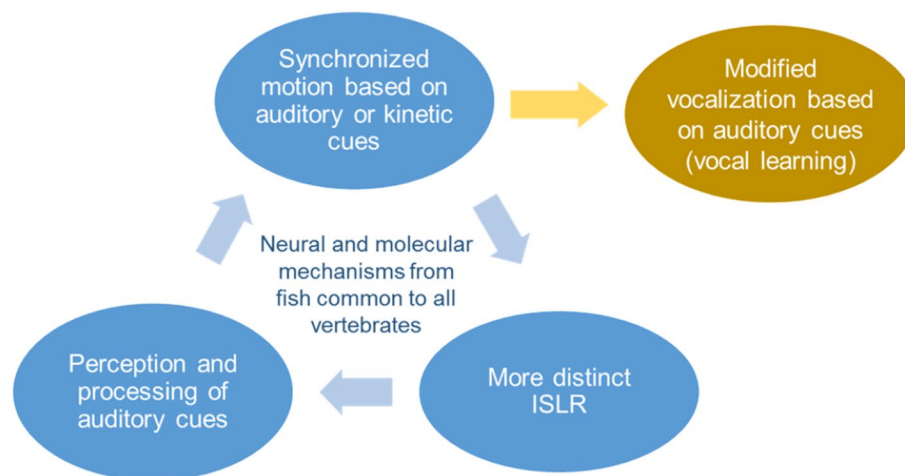 Synchronized
motion based on
auditory or kinetic
cues
Modified
vocalization based
on auditory cues
(vocal learning)
Neural and molecular
mechanisms from
fish common to all
vertebrates
Perception and
processing of
auditory cues
More distinct
ISLR